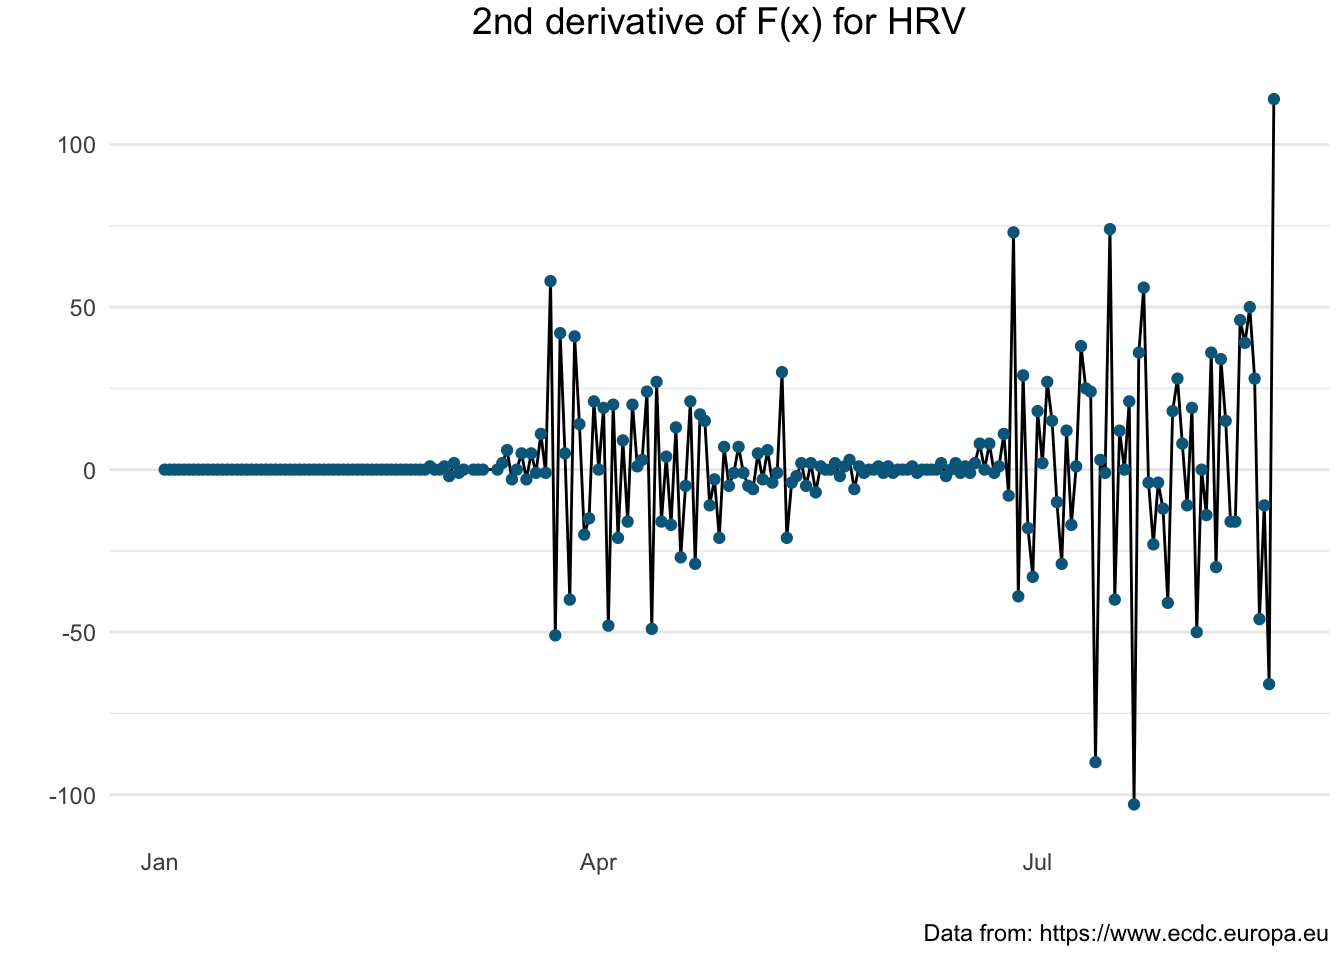 2nd derivative of F(x) for HRV
100
50
0
-50
-100
Jan Apr Jul
Data from: https://www.ecdc.europa.eu